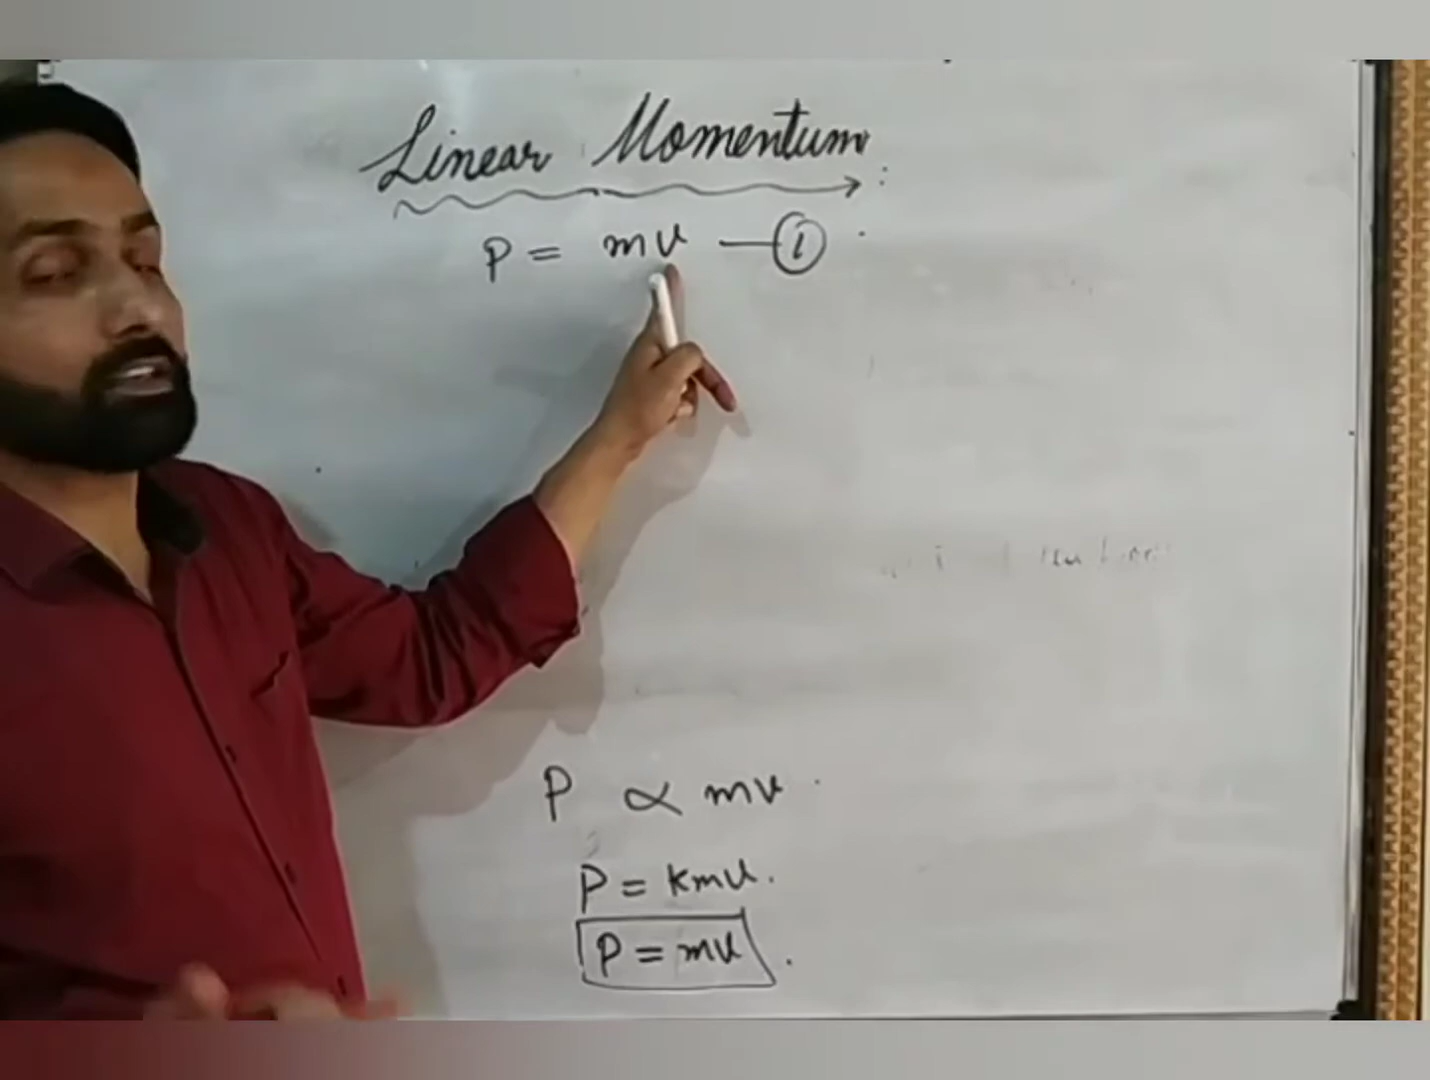 Linear Momentum :
P = mv —①
P ∝ mv
P = kmv.
P = mv.